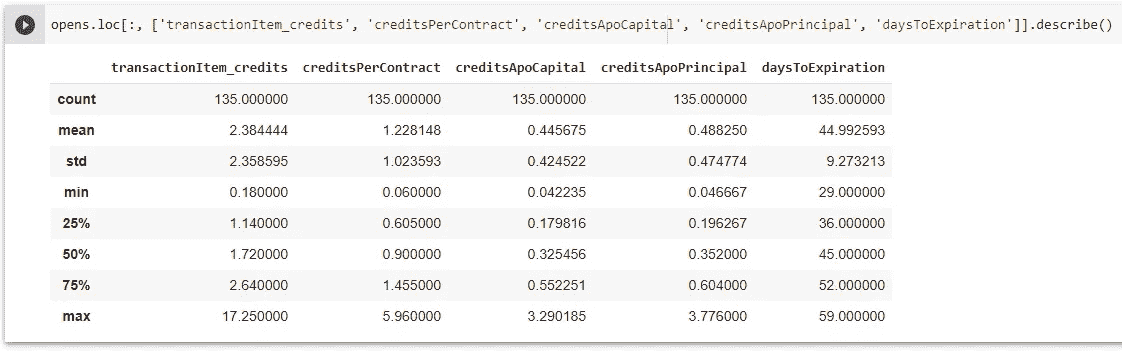 opens.loc[:, ['transactionItem_credits', 'creditsPerContract', 'creditsApoCapital', 'creditsApoPrincipal', 'daysToExpiration']].describe()
transactionItem_credits creditsPerContract creditsApoCapital creditsApoPrincipal daysToExpiration
count 135.000000 135.000000 135.000000 135.000000 135.000000
mean 2.384444 1.228148 0.445675 0.488250 44.992593
std 2.358595 1.023593 0.424522 0.474774 9.273213
min 0.180000 0.060000 0.042235 0.046667 29.000000
25% 1.140000 0.605000 0.179816 0.196267 36.000000
50% 1.720000 0.900000 0.325456 0.352000 45.000000
75% 2.640000 1.455000 0.552251 0.604000 52.000000
max 17.250000 5.960000 3.290185 3.776000 59.000000